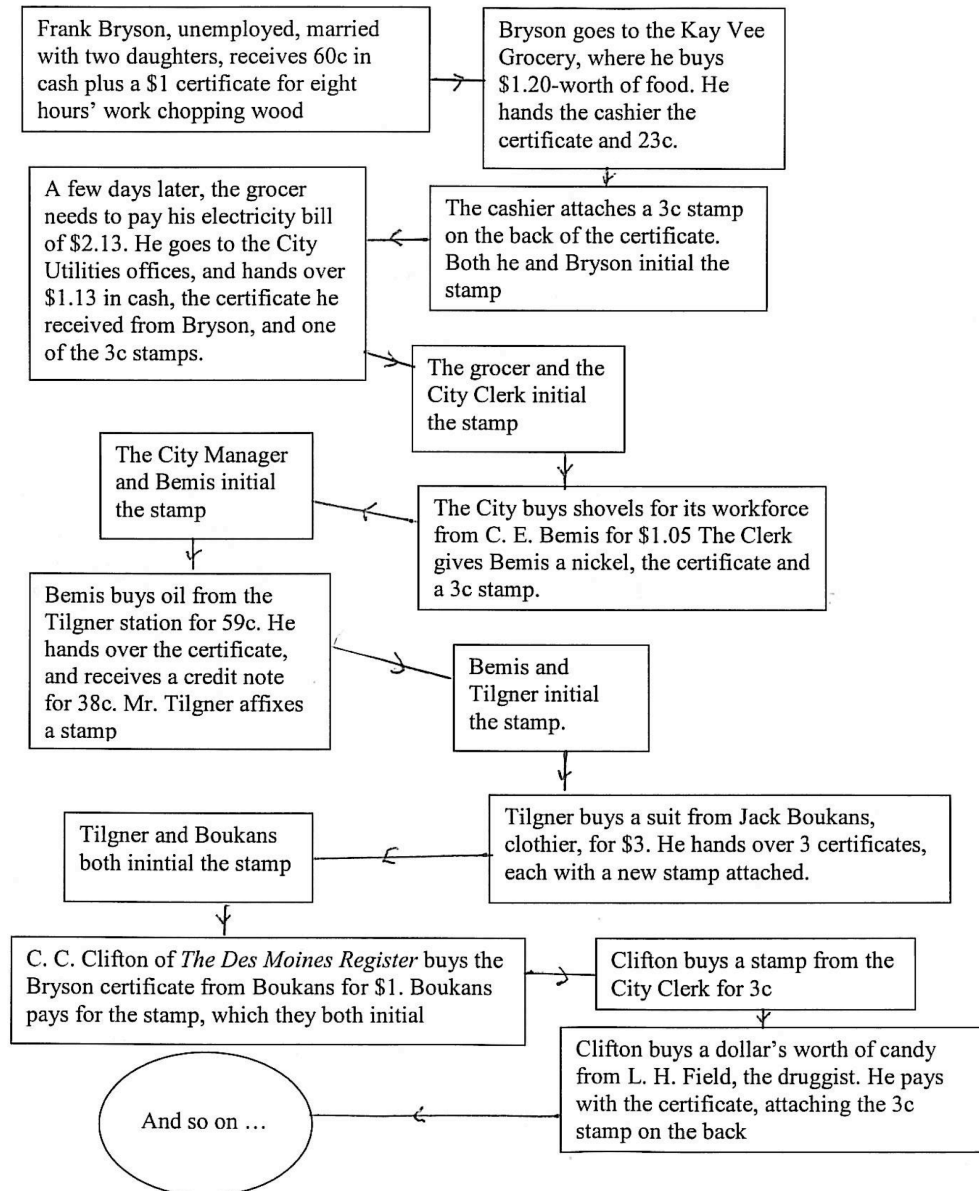 Frank Bryson, unemployed, married
with two daughters, receives 60c in
cash plus a $1 certificate for eight
hours’ work chopping wood
Bryson goes to the Kay Vee
Grocery, where he buys
$1.20-worth of food. He
hands the cashier the
certificate and 23c.
The cashier attaches a 3c stamp
on the back of the certificate.
Both he and Bryson initial the
stamp
A few days later, the grocer
needs to pay his electricity bill
of $2.13. He goes to the City
Utilities offices, and hands over
$1.13 in cash, the certificate he
received from Bryson, and one
of the 3c stamps.
The grocer and the
City Clerk initial
the stamp
The City buys shovels for its workforce
from C. E. Bemis for $1.05 The Clerk
gives Bemis a nickel, the certificate and
a 3c stamp.
The City Manager
and Bemis initial
the stamp
Bemis buys oil from the
Tilgner station for 59c. He
hands over the certificate,
and receives a credit note
for 38c. Mr. Tilgner affixes
a stamp
Bemis and
Tilgner initial
the stamp.
Tilgner buys a suit from Jack Boukans,
clothier, for $3. He hands over 3 certificates,
each with a new stamp attached.
Tilgner and Boukans
both inintial the stamp
C. C. Clifton of The Des Moines Register buys the
Bryson certificate from Boukans for $1. Boukans
pays for the stamp, which they both initial
Clifton buys a stamp from the
City Clerk for 3c
Clifton buys a dollar’s worth of candy
from L. H. Field, the druggist. He pays
with the certificate, attaching the 3c
stamp on the back
And so on …